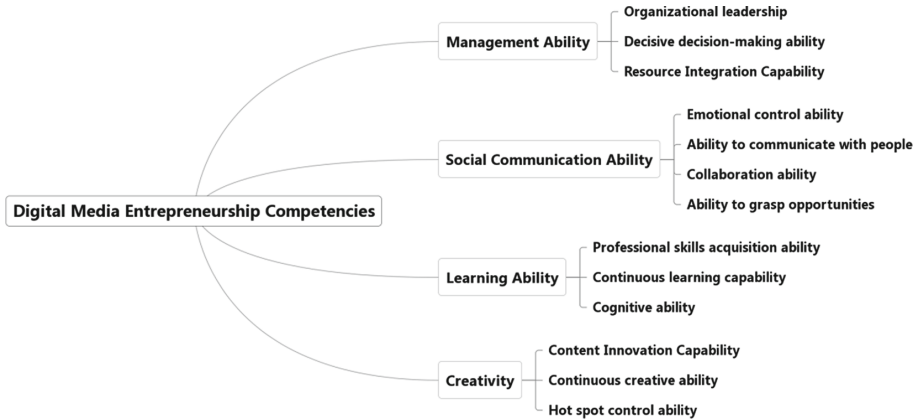 Digital Media Entrepreneurship Competencies
Management Ability
Organizational leadership
Decisive decision-making ability
Resource Integration Capability
Social Communication Ability
Emotional control ability
Ability to communicate with people
Collaboration ability
Ability to grasp opportunities
Learning Ability
Professional skills acquisition ability
Continuous learning capability
Cognitive ability
Creativity
Content Innovation Capability
Continuous creative ability
Hot spot control ability